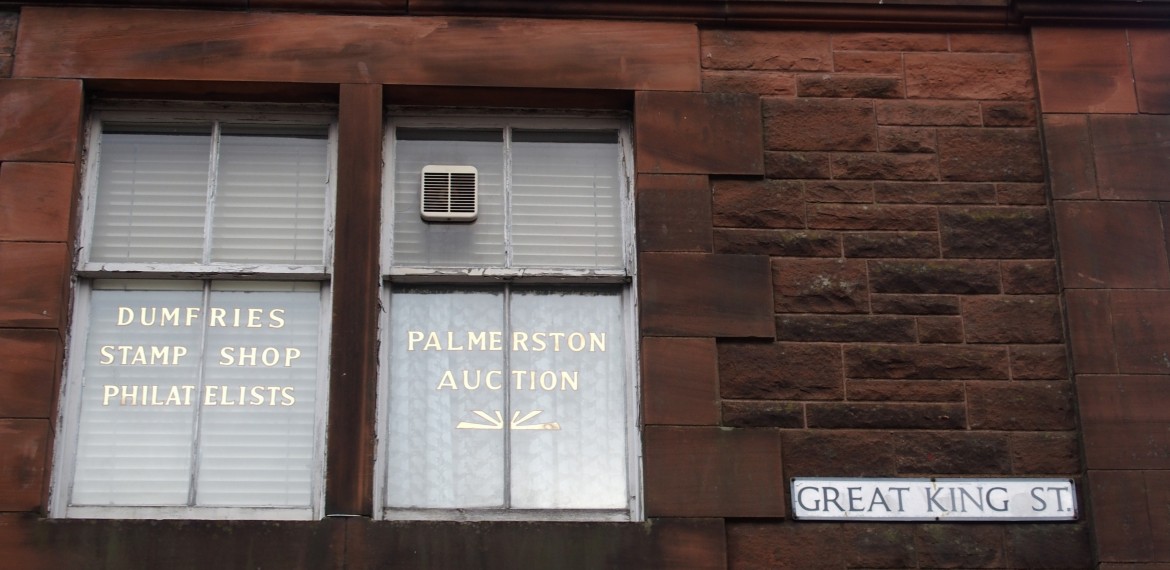 DUMFRIES
STAMP SHOP
PHILATELISTS
PALMERSTON
AUCTION
GREAT KING ST.